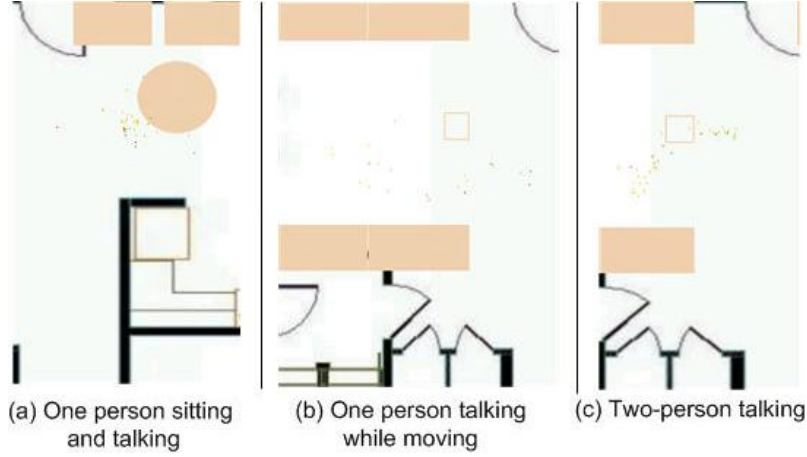 (a) One person sitting
and talking
(b) One person talking
while moving
(c) Two-person talking